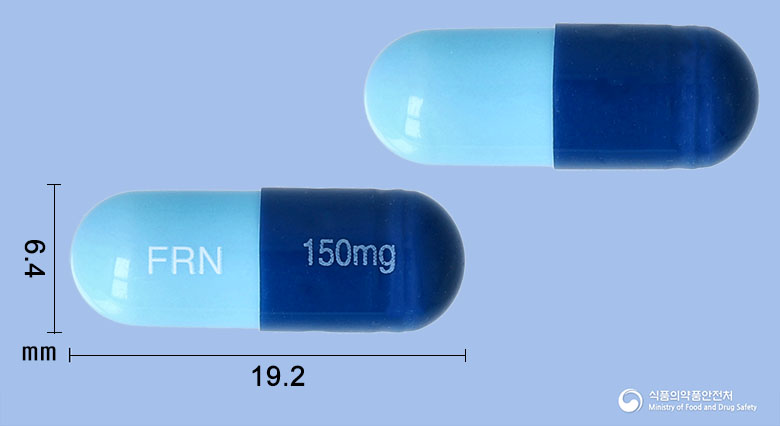 FRN
150mg
6.4
mm
19.2
식품의약품안전처
Ministry of Food and Drug Safety